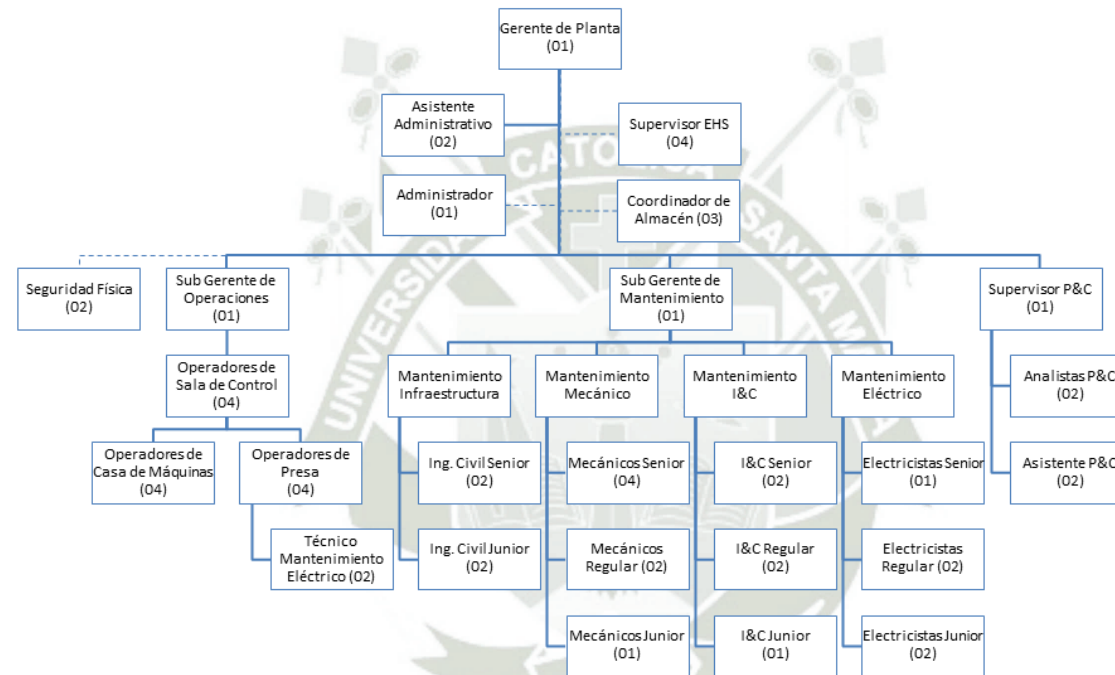 Gerente de Planta
(01)
Asistente
Administrativo
(02)
Supervisor EHS
(04)
Administrador
(01)
Coordinador de
Almacén (03)
Seguridad Física
(02)
Sub Gerente de
Operaciones
(01)
Sub Gerente de
Mantenimiento
(01)
Supervisor P&C
(01)
Operadores de
Sala de Control
(04)
Mantenimiento
Infraestructura
Mantenimiento
Mecánico
Mantenimiento
I&C
Mantenimiento
Eléctrico
Analistas P&C
(02)
Operadores de
Casa de Máquinas
(04)
Operadores de
Presa
(04)
Ing. Civil Senior
(02)
Mecánicos Senior
(04)
I&C Senior
(02)
Electricistas Senior
(01)
Asistente P&C
(02)
Técnico
Mantenimiento
Eléctrico (02)
Ing. Civil Junior
(02)
Mecánicos
Regular (02)
I&C Regular
(02)
Electricistas
Regular (02)
Mecánicos Junior
(01)
I&C Junior
(01)
Electricistas Junior
(02)
CATOLICA
SANTA